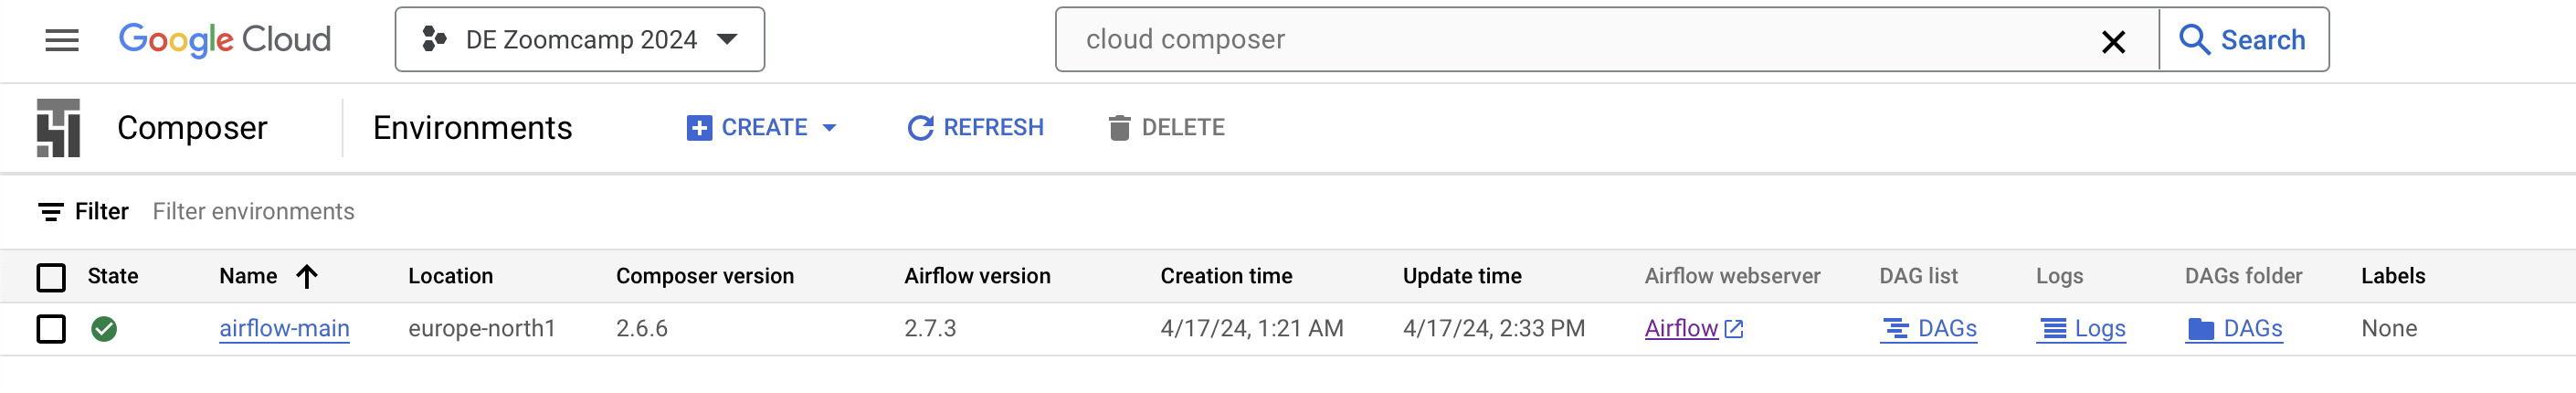 Google Cloud DE Zoomcamp 2024 cloud composer Search
Composer Environments CREATE REFRESH DELETE
Filter Filter environments
State Name Location Composer version Airflow version Creation time Update time Airflow webserver DAG list Logs DAGs folder Labels
airflow-main europe-north1 2.6.6 2.7.3 4/17/24, 1:21 AM 4/17/24, 2:33 PM Airflow DAGs Logs DAGs None